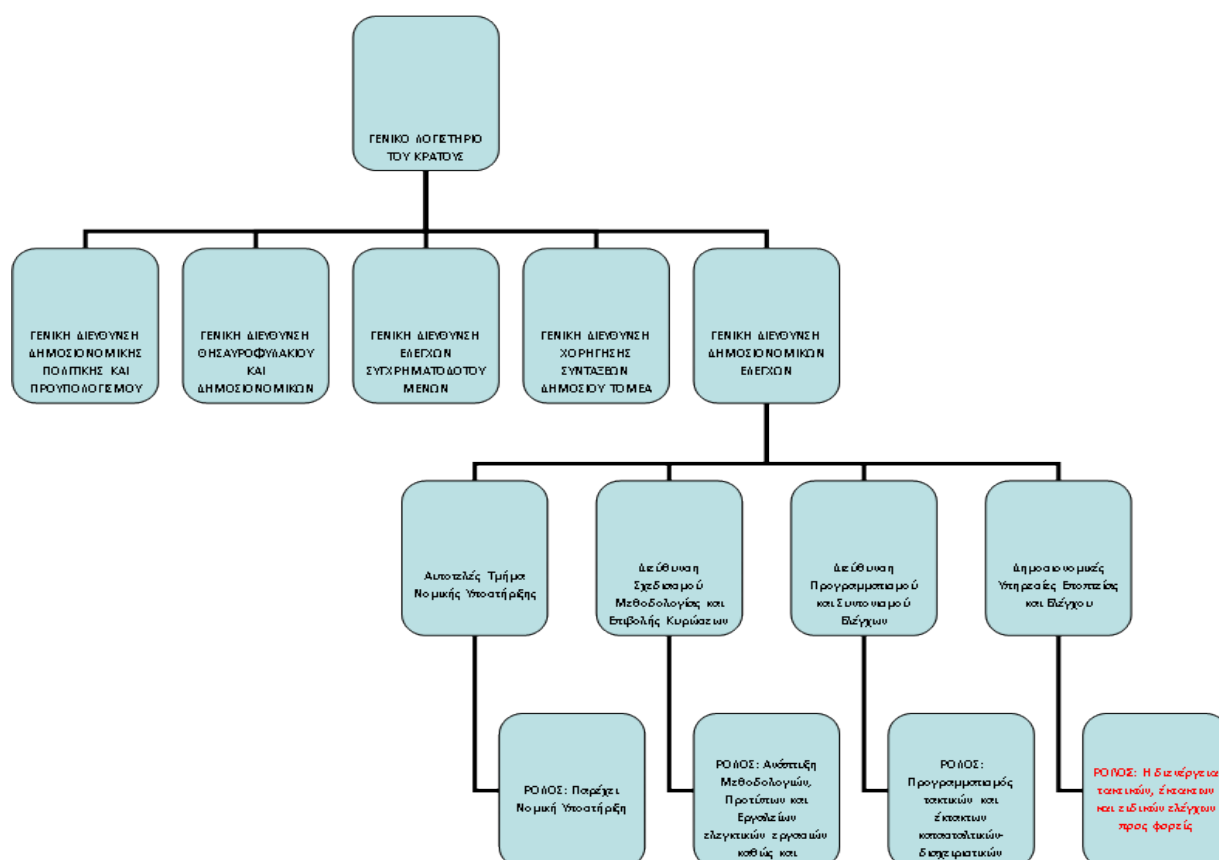 ΓΕΝΙΚΟ ΛΟΓΙΣΤΗΡΙΟ
ΤΟΥ ΚΡΑΤΟΥΣ
ΓΕΝΙΚΗ ΔΙΕΥΘΥΝΣΗ
ΔΗΜΟΣΙΟΝΟΜΙΚΗΣ
ΠΟΛΙΤΙΚΗΣ ΚΑΙ
ΠΡΟΥΠΟΛΟΓΙΣΜΟΥ
ΓΕΝΙΚΗ ΔΙΕΥΘΥΝΣΗ
ΘΗΣΑΥΡΟΦΥΛΑΚΙΟΥ
ΚΑΙ
ΔΗΜΟΣΙΟΝΟΜΙΚΩΝ
ΓΕΝΙΚΗ ΔΙΕΥΘΥΝΣΗ
ΕΛΕΓΧΩΝ
ΣΥΓΧΡΗΜΑΤΟΔΟΤΟΥ
ΜΕΝΩΝ
ΓΕΝΙΚΗ ΔΙΕΥΘΥΝΣΗ
ΧΟΡΗΓΗΣΗΣ
ΣΥΝΤΑΞΕΩΝ
ΔΗΜΟΣΙΟΥ ΤΟΜΕΑ
ΓΕΝΙΚΗ ΔΙΕΥΘΥΝΣΗ
ΔΗΜΟΣΙΟΝΟΜΙΚΩΝ
ΕΛΕΓΧΩΝ
Αυτοτελές Τμήμα
Νομικής Υποστήριξης
Διεύθυνση
Σχεδιασμού
Μεθοδολογίας και
Επιβολής Κυρώσεων
Διεύθυνση
Προγραμματισμού
και Συντονισμού
Ελέγχων
Δημοσιονομικές
Υπηρεσίες Εποπτείας
και Ελέγχου
ΡΟΛΟΣ: Παρέχει
Νομική Υποστήριξη
ΡΟΛΟΣ: Ανάπτυξη
Μεθοδολογιών,
Προτύπων και
Εργαλείων
ελεγκτικών εργασιών
καθώς και
ΡΟΛΟΣ:
Προγραμματισμός
τακτικών και
έκτακτων
κατασταλτικών-
διαχειριστικών
ΡΟΛΟΣ: Η διενέργεια
τακτικών, έκτακτων
και ειδικών ελέγχων
προς φορείς